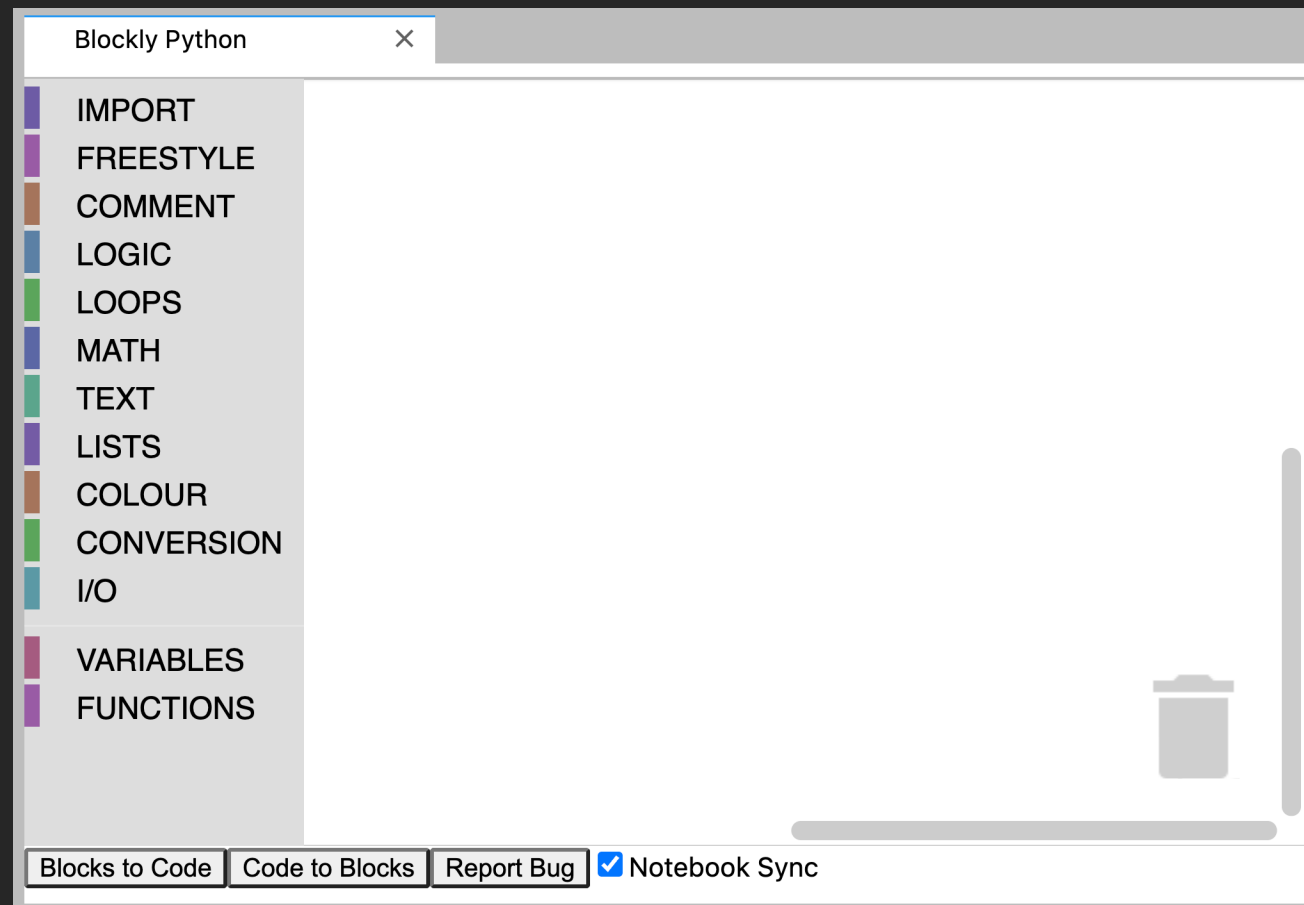 Blockly Python
IMPORT
FREESTYLE
COMMENT
LOGIC
LOOPS
MATH
TEXT
LISTS
COLOUR
CONVERSION
I/O
VARIABLES
FUNCTIONS
Blocks to Code Code to Blocks Report Bug Notebook Sync